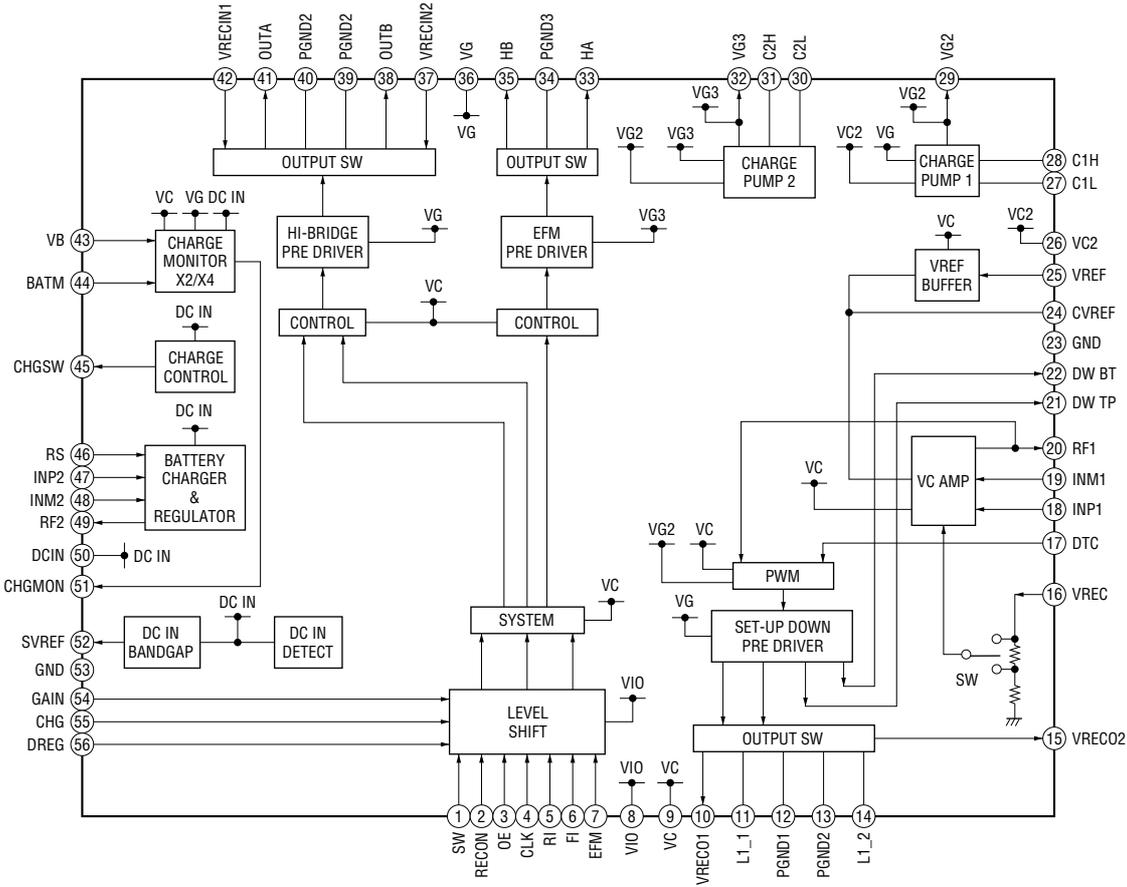 VRECIN1
OUTA
PGND2
PGND2
OUTB
VRECIN2
VG
HB
PGND3
HA
VG3
C2H
C2L
VG2
42
41
40
39
38
37
36
35
34
33
32
31
30
29
VG
OUTPUT SW
OUTPUT SW
VG3
VG2
VG3
CHARGE
PUMP 2
VG2
VC2
VG
CHARGE
PUMP 1
28 C1H
27 C1L
VC
VG
DC IN
VB 43
BATM 44
CHARGE
MONITOR
X2/X4
HI-BRIDGE
PRE DRIVER
VG
EFM
PRE DRIVER
VG3
VC
VREF
BUFFER
VC2
26 VC2
25 VREF
24 CVREF
23 GND
22 DW BT
21 DW TP
CONTROL
VC
CONTROL
DC IN
CHGSW 45
CHARGE
CONTROL
DC IN
RS 46
INP2 47
INM2 48
RF2 49
BATTERY
CHARGER
&
REGULATOR
DCIN 50
DC IN
CHGMON 51
VC
VC AMP
20 RF1
19 INM1
18 INP1
17 DTC
16 VREC
VG2
VC
PWM
VG
SET-UP DOWN
PRE DRIVER
SW
OUTPUT SW
15 VRECO2
SYSTEM
VC
SVREF 52
DC IN
BANDGAP
DC IN
DC IN
DETECT
GND 53
GAIN 54
CHG 55
DREG 56
LEVEL
SHIFT
VIO
VIO
VC
1
2
3
4
5
6
7
8
9
10
11
12
13
14
SW
RECON
OE
CLK
RI
FI
EFM
VIO
VC
VRECO1
L1_1
PGND1
PGND2
L1_2